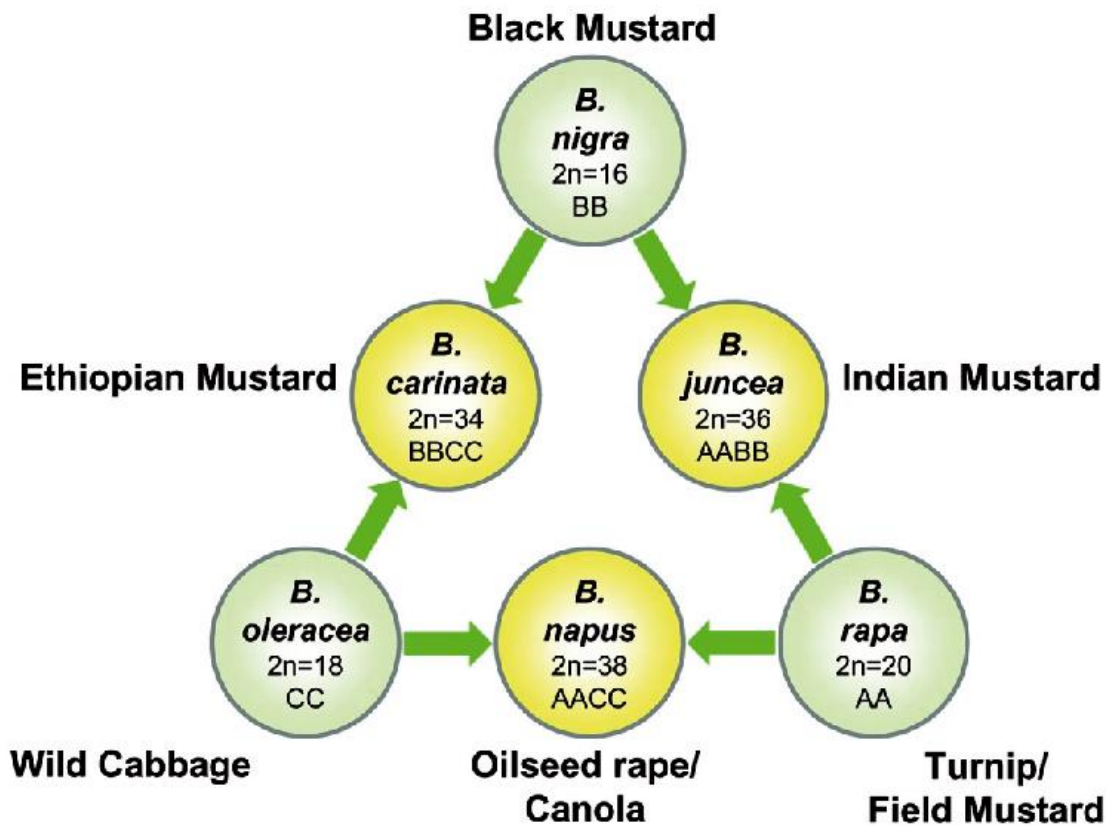 Black Mustard
B.
nigra
2n=16
BB
Ethiopian Mustard
B.
carinata
2n=34
BBCC
B.
juncea
2n=36
AABB
Indian Mustard
B.
oleracea
2n=18
CC
B.
napus
2n=38
AACC
B.
rapa
2n=20
AA
Wild Cabbage
Oilseed rape/
Canola
Turnip/
Field Mustard